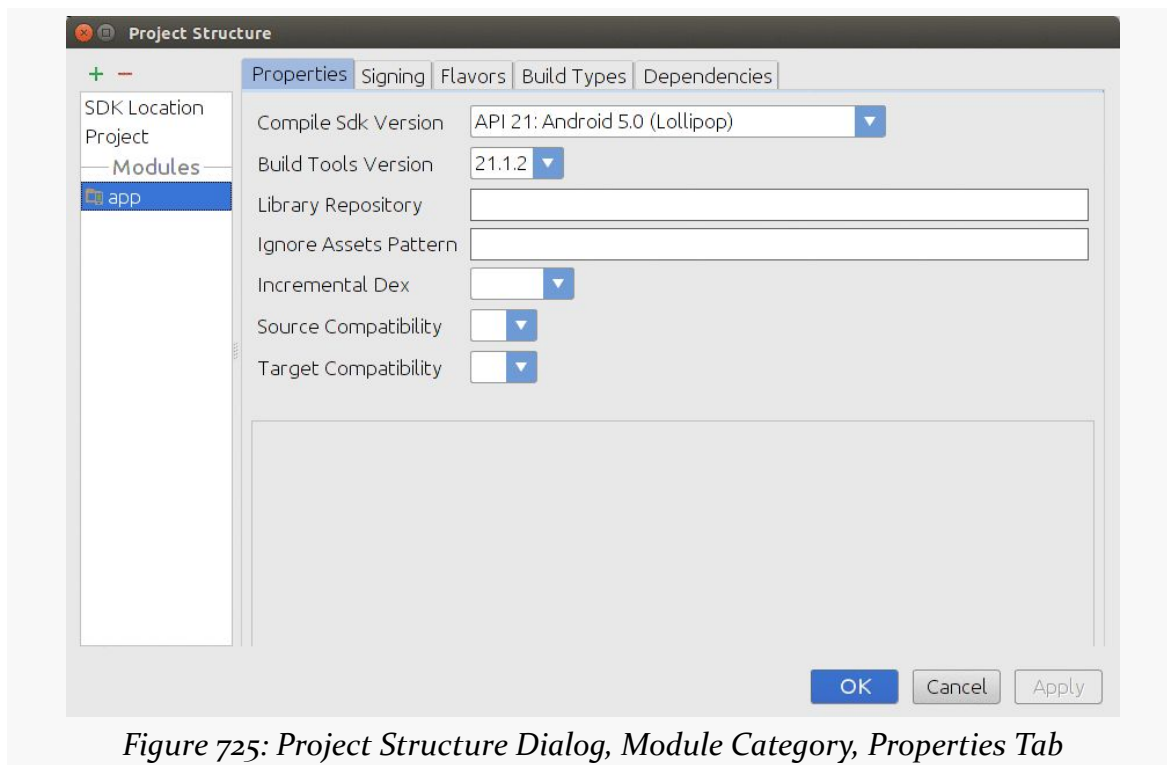 Project Structure
+ −
SDK Location
Project
Modules
app
Properties Signing Flavors Build Types Dependencies
Compile Sdk Version API 21: Android 5.0 (Lollipop)
Build Tools Version 21.1.2
Library Repository
Ignore Assets Pattern
Incremental Dex
Source Compatibility
Target Compatibility
OK Cancel Apply
Figure 725: Project Structure Dialog, Module Category, Properties Tab